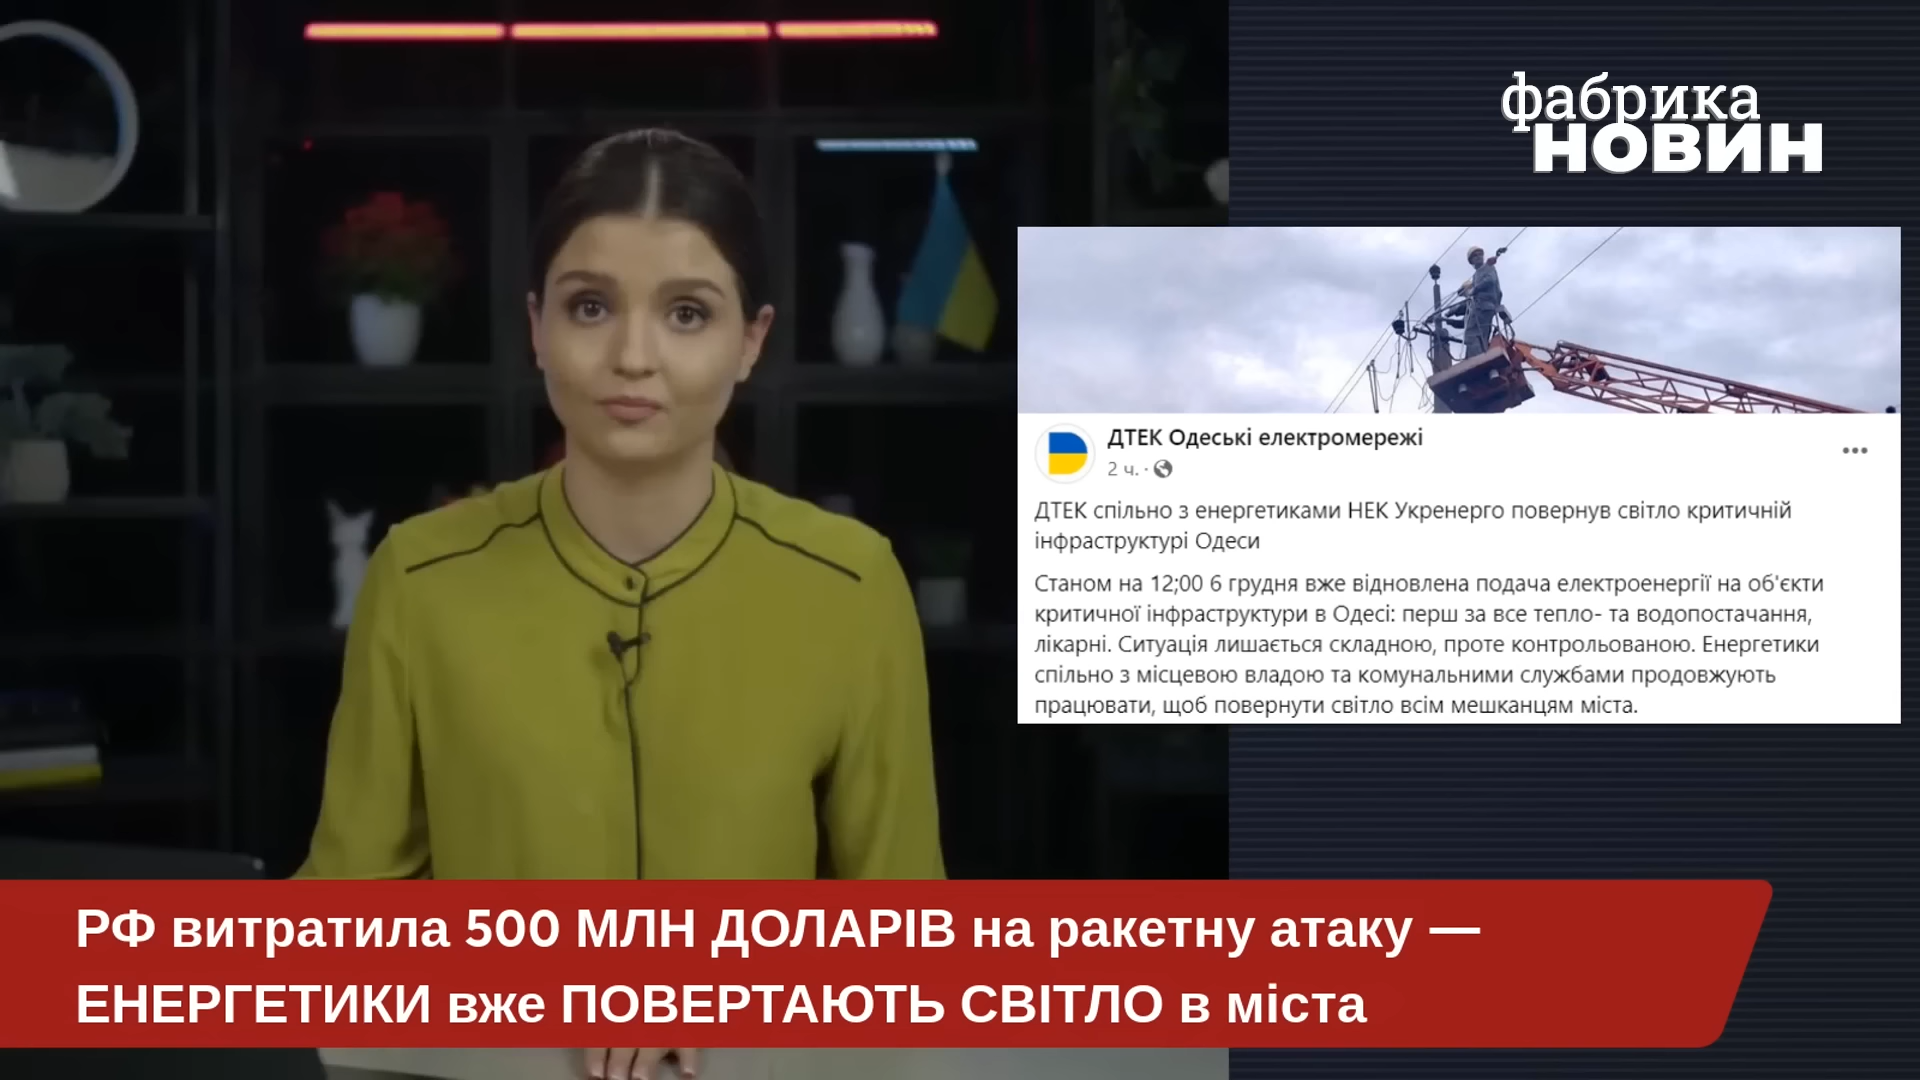 фабрика
новин
ДТЕК Одеські електромережі
2 ч. ·
ДТЕК спільно з енергетиками НЕК Укренерго повернув світло критичній
інфраструктурі Одеси
Станом на 12;00 6 грудня вже відновлена подача електроенергії на об'єкти
критичної інфраструктури в Одесі: перш за все тепло- та водопостачання,
лікарні. Ситуація лишається складною, проте контрольованою. Енергетики
спільно з місцевою владою та комунальними службами продовжують
працювати, щоб повернути світло всім мешканцям міста.
РФ витратила 500 МЛН ДОЛАРІВ на ракетну атаку —
ЕНЕРГЕТИКИ вже ПОВЕРТАЮТЬ СВІТЛО в міста